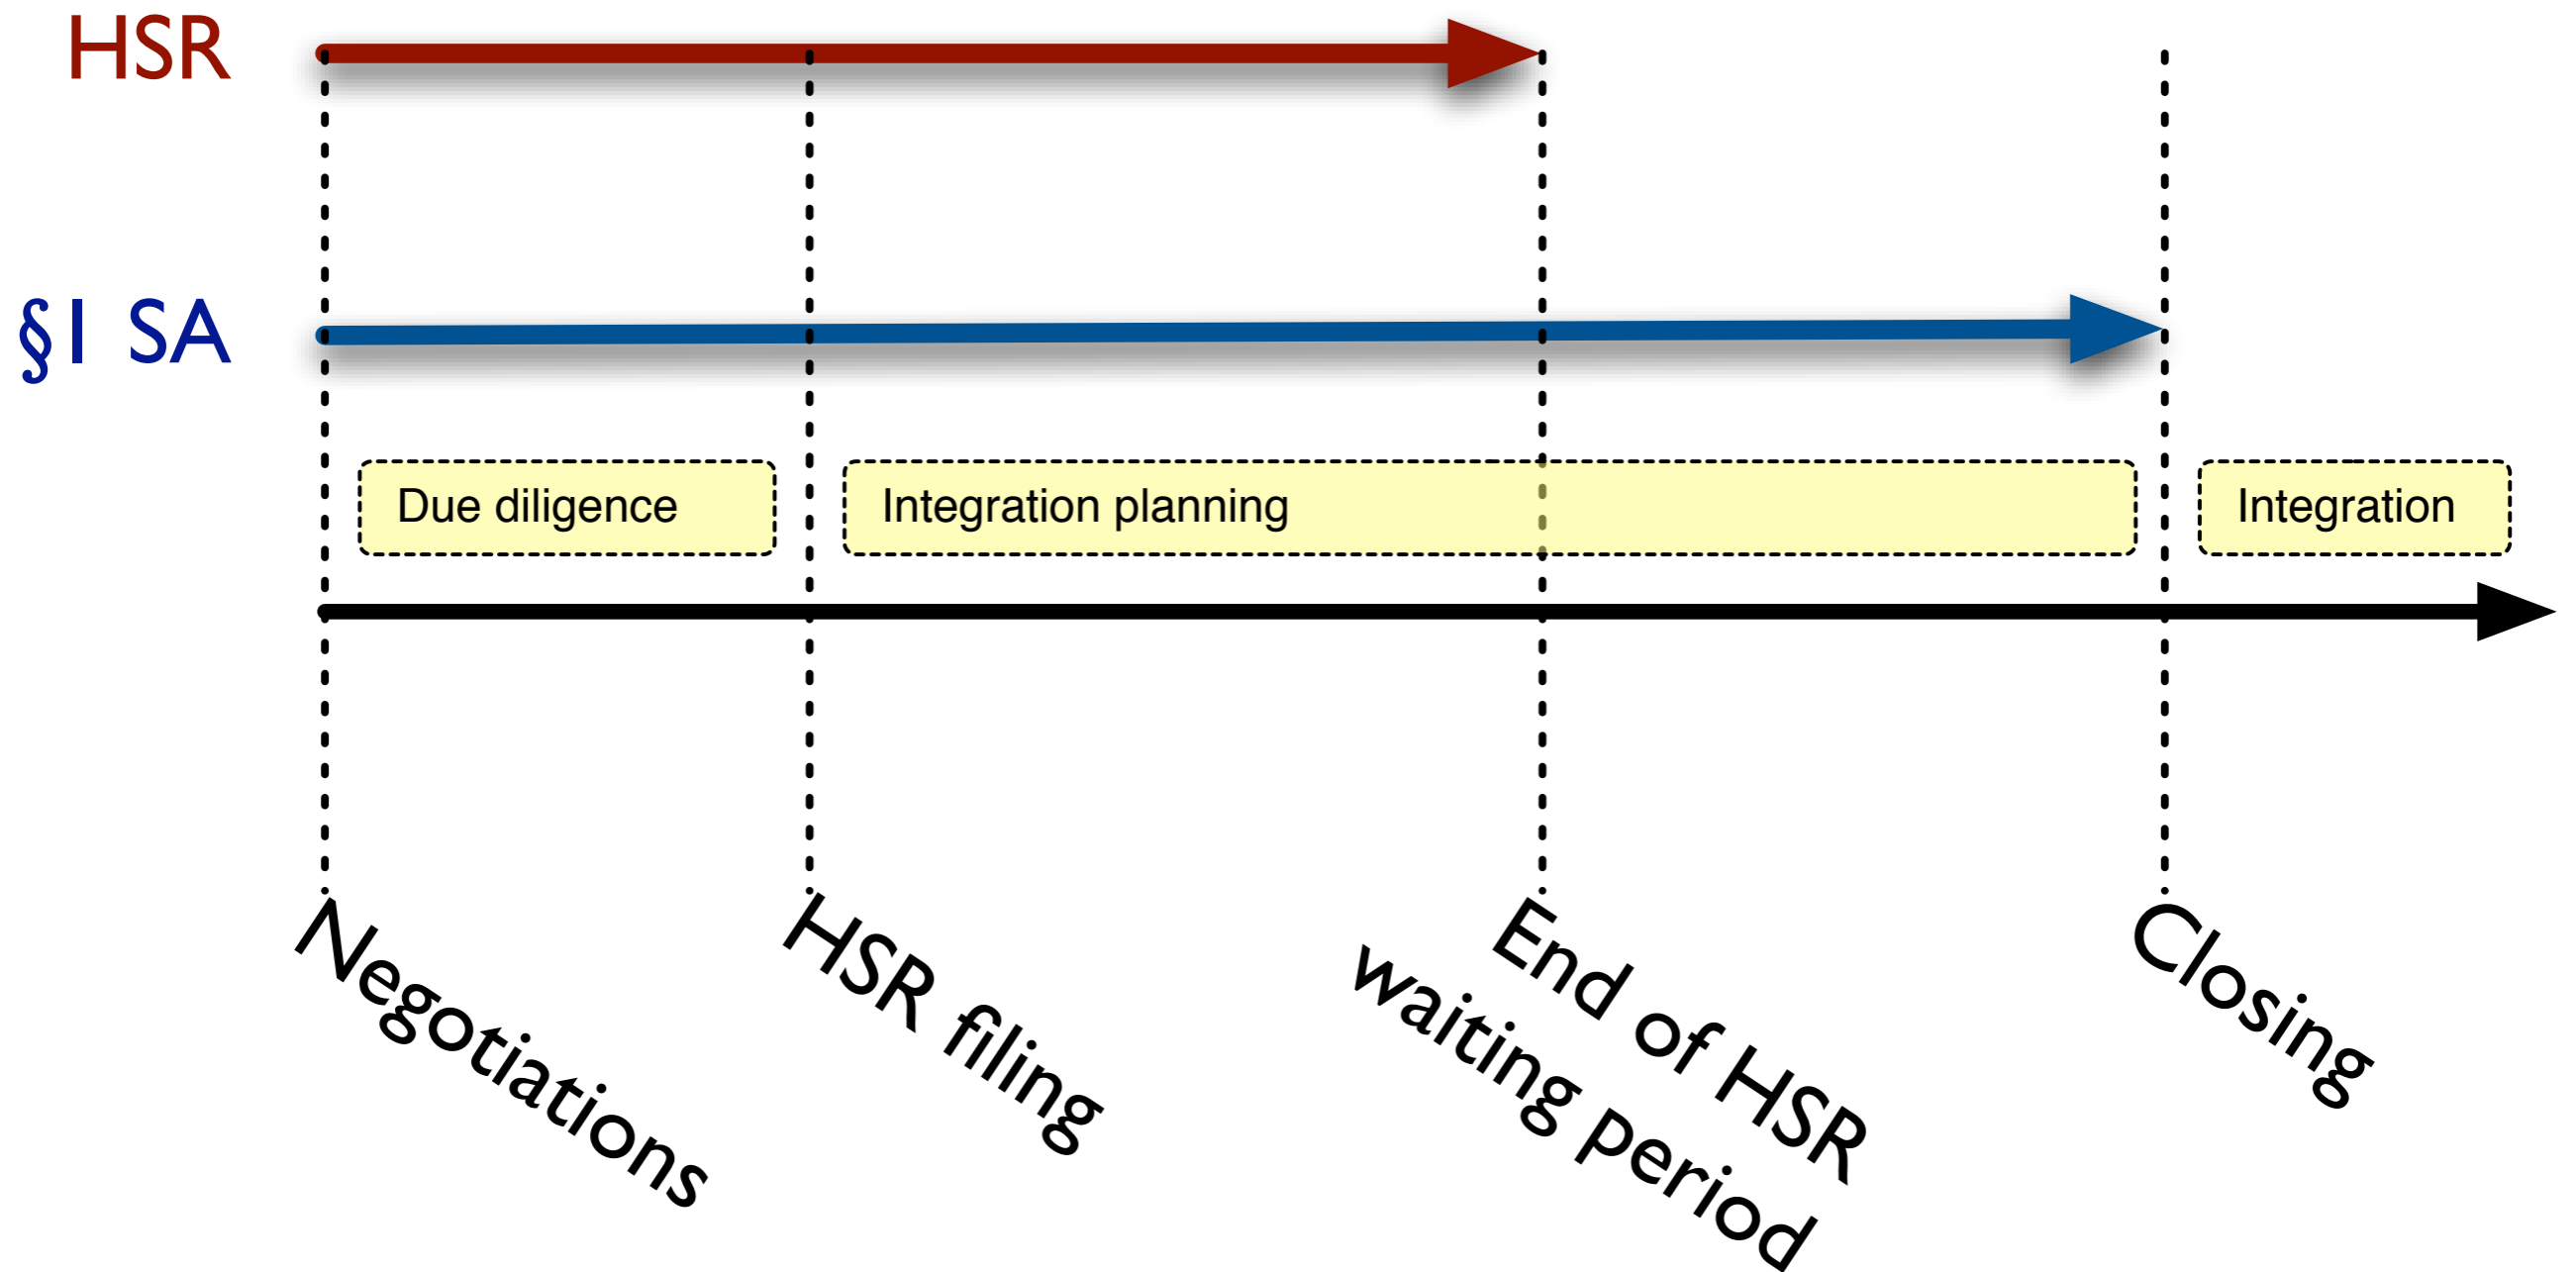 HSR
§1 SA
Due diligence
Integration planning
Integration
Negotiations
HSR filing
End of HSR
waiting period
Closing